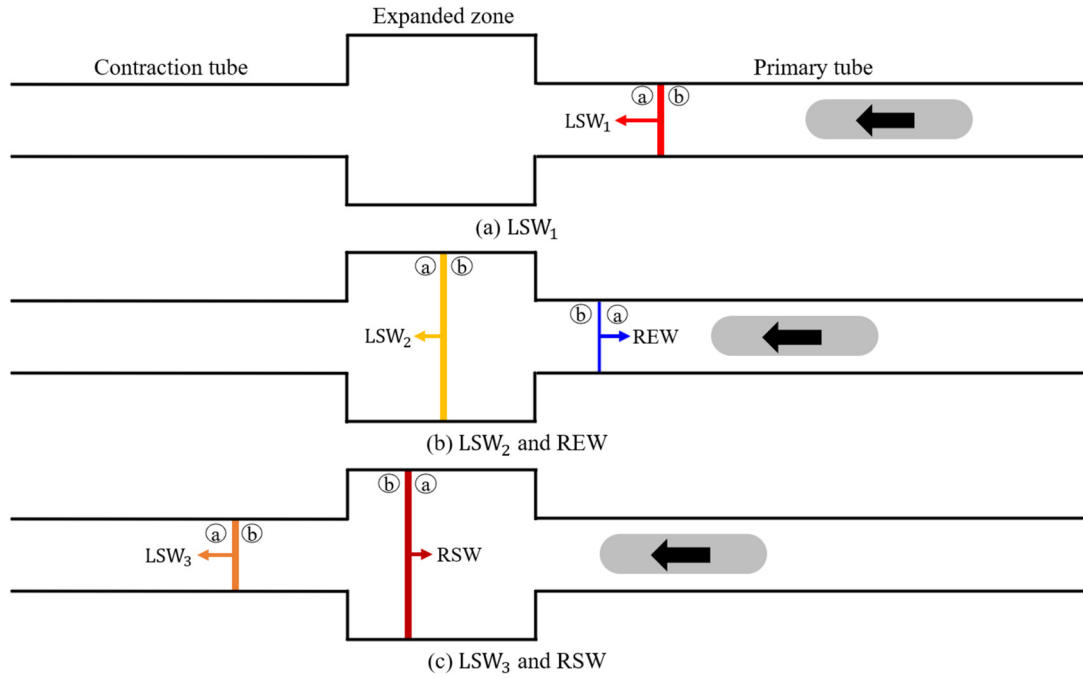 Expanded zone
Contraction tube
Primary tube
ⓐ ⓑ
LSW₁
(a) LSW₁
ⓐ ⓑ
ⓑ ⓐ
LSW₂
REW
(b) LSW₂ and REW
ⓑ ⓐ
ⓐ ⓑ
LSW₃
RSW
(c) LSW₃ and RSW